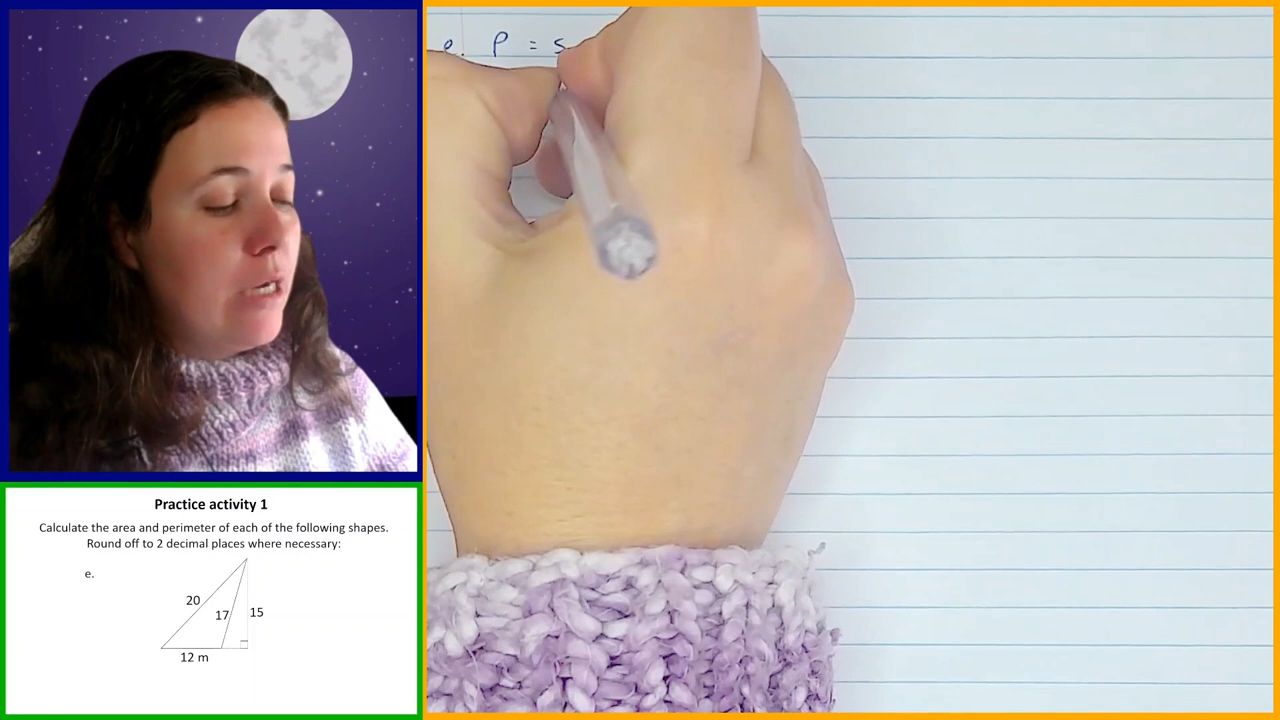 e. P = s
Practice activity 1
Calculate the area and perimeter of each of the following shapes.
Round off to 2 decimal places where necessary:
e.
20
17
15
12 m